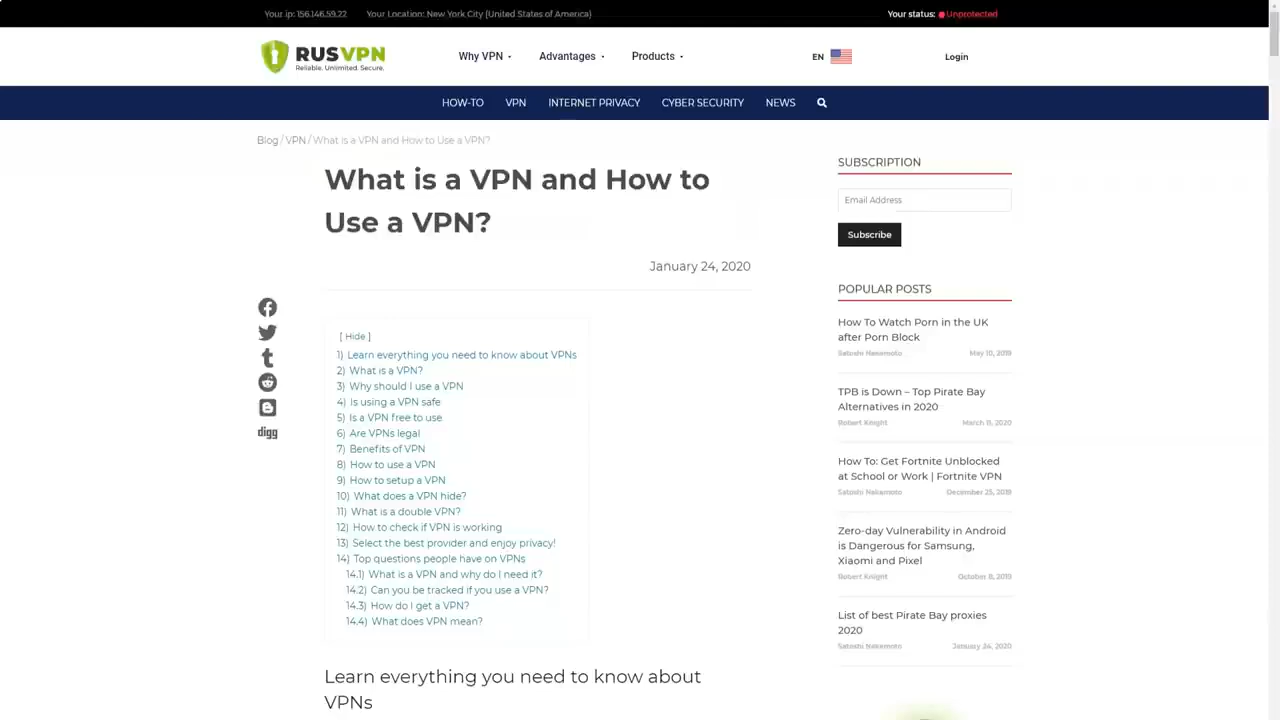 Your ip: 156.146.59.22 Your Location: New York City (United States of America) Your status: Unprotected
RUSVPN
Reliable. Unlimited. Secure.
Why VPN Advantages Products EN Login
HOW-TO VPN INTERNET PRIVACY CYBER SECURITY NEWS
Blog / VPN / What is a VPN and How to Use a VPN?
What is a VPN and How to
Use a VPN?
January 24, 2020
[ Hide ]
1) Learn everything you need to know about VPNs
2) What is a VPN?
3) Why should I use a VPN
4) Is using a VPN safe
5) Is a VPN free to use
6) Are VPNs legal
7) Benefits of VPN
8) How to use a VPN
9) How to setup a VPN
10) What does a VPN hide?
11) What is a double VPN?
12) How to check if VPN is working
13) Select the best provider and enjoy privacy!
14) Top questions people have on VPNs
14.1) What is a VPN and why do I need it?
14.2) Can you be tracked if you use a VPN?
14.3) How do I get a VPN?
14.4) What does VPN mean?
Learn everything you need to know about
VPNs
digg
SUBSCRIPTION
Email Address
Subscribe
POPULAR POSTS
How To Watch Porn in the UK
after Porn Block
Satoshi Nakamoto May 10, 2019
TPB is Down – Top Pirate Bay
Alternatives in 2020
Robert Knight March 11, 2020
How To: Get Fortnite Unblocked
at School or Work | Fortnite VPN
Satoshi Nakamoto December 25, 2019
Zero-day Vulnerability in Android
is Dangerous for Samsung,
Xiaomi and Pixel
Robert Knight October 8, 2019
List of best Pirate Bay proxies
2020
Satoshi Nakamoto January 24, 2020